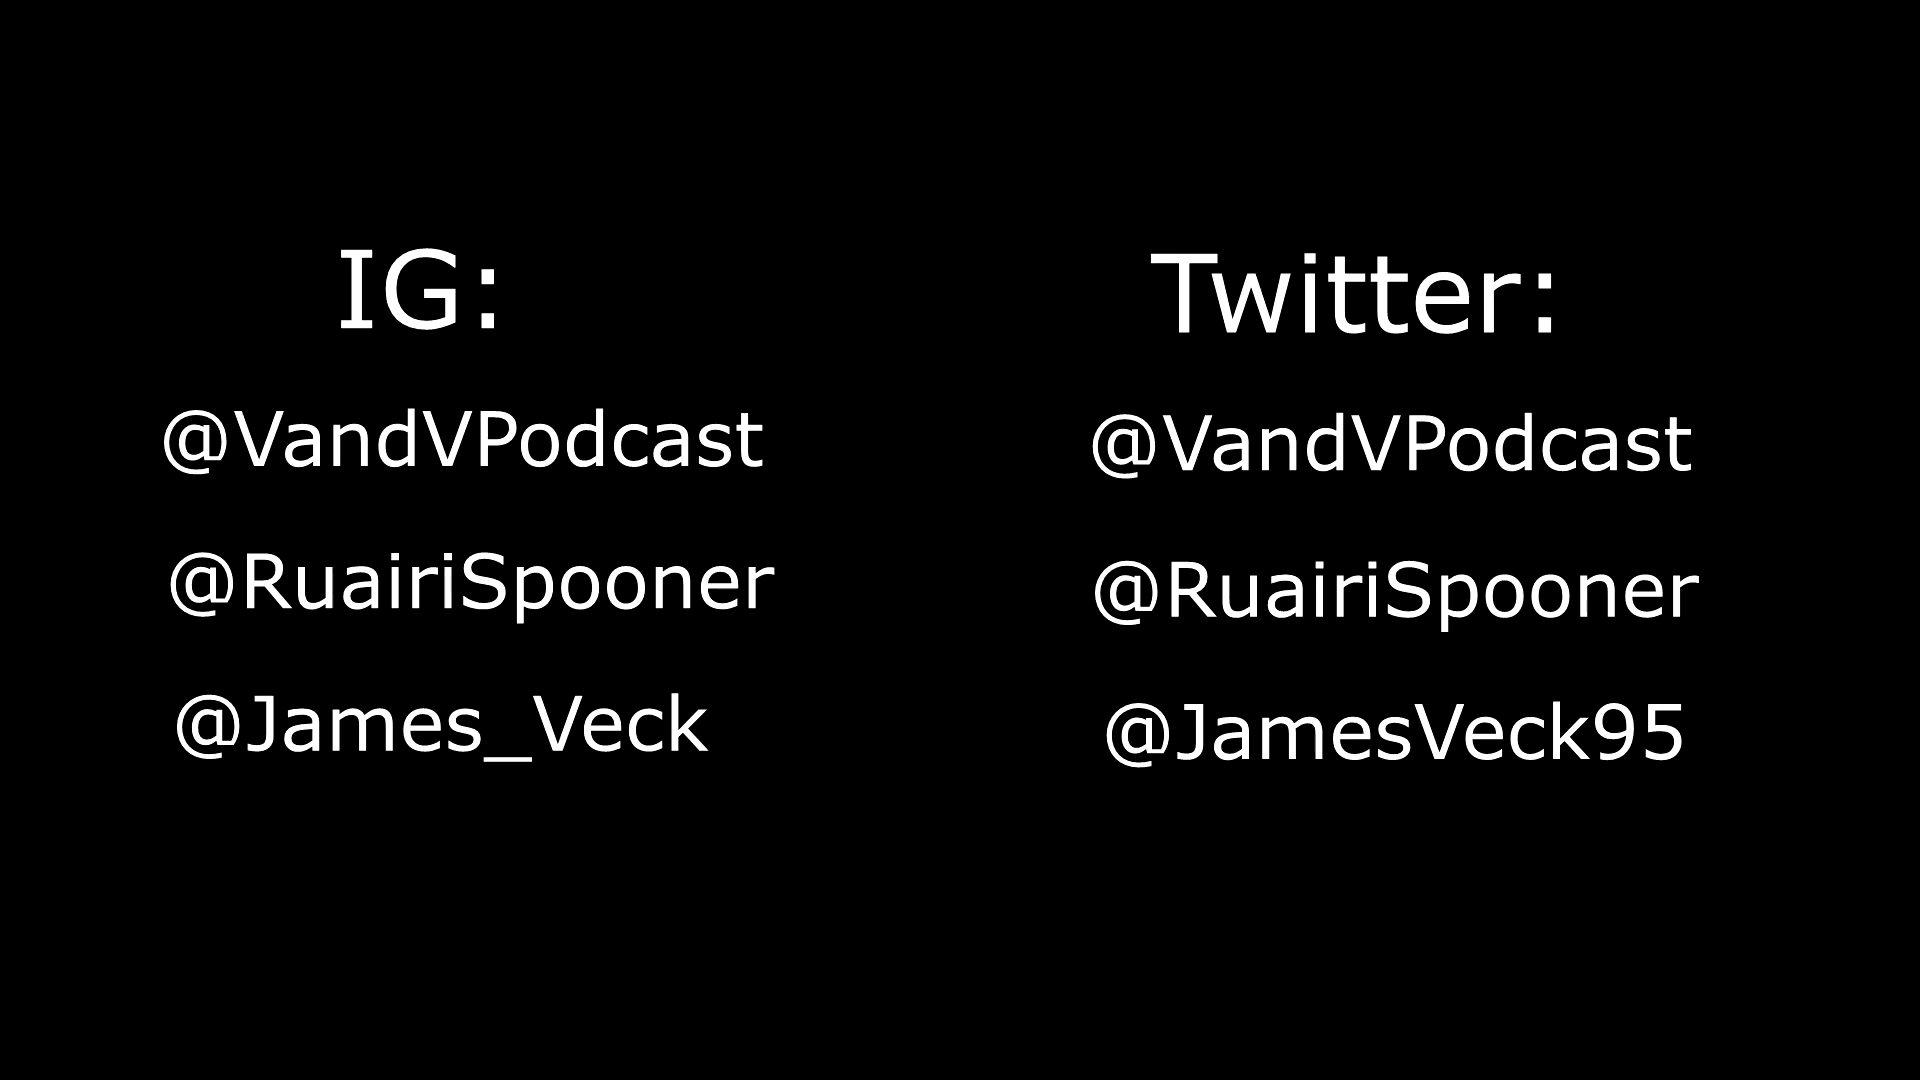 IG:
@VandVPodcast
@RuairiSpooner
@James_Veck
Twitter:
@VandVPodcast
@RuairiSpooner
@JamesVeck95